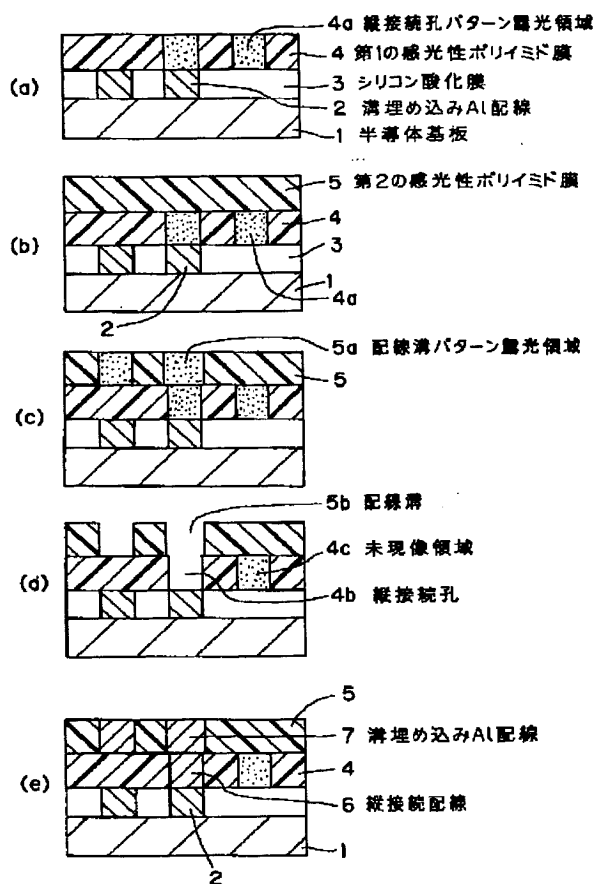 4a 縦接続孔パターン露光領域
4 第1の感光性ポリイミド膜
(a)
3 シリコン酸化膜
2 溝埋め込みAl配線
1 半導体基板
5 第2の感光性ポリイミド膜
4
(b)
3
1
4a
2
5a 配線溝パターン露光領域
5
(c)
5b 配線溝
4c 未現像領域
(d)
4b 縦接続孔
5
7 溝埋め込みAl配線
4
(e)
6 縦接続配線
1
2